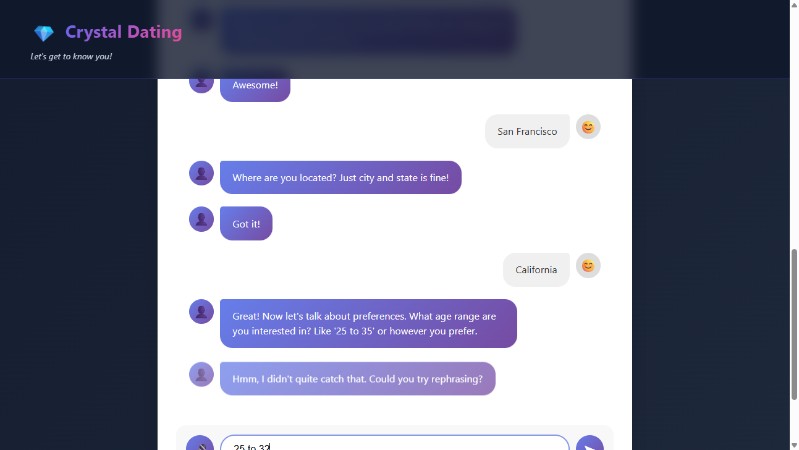 Crystal Dating
Let's get to know you!
Awesome!
San Francisco
Where are you located? Just city and state is fine!
Got it!
California
Great! Now let's talk about preferences. What age range are
you interested in? Like '25 to 35' or however you prefer.
Hmm, I didn't quite catch that. Could you try rephrasing?
25 to 32